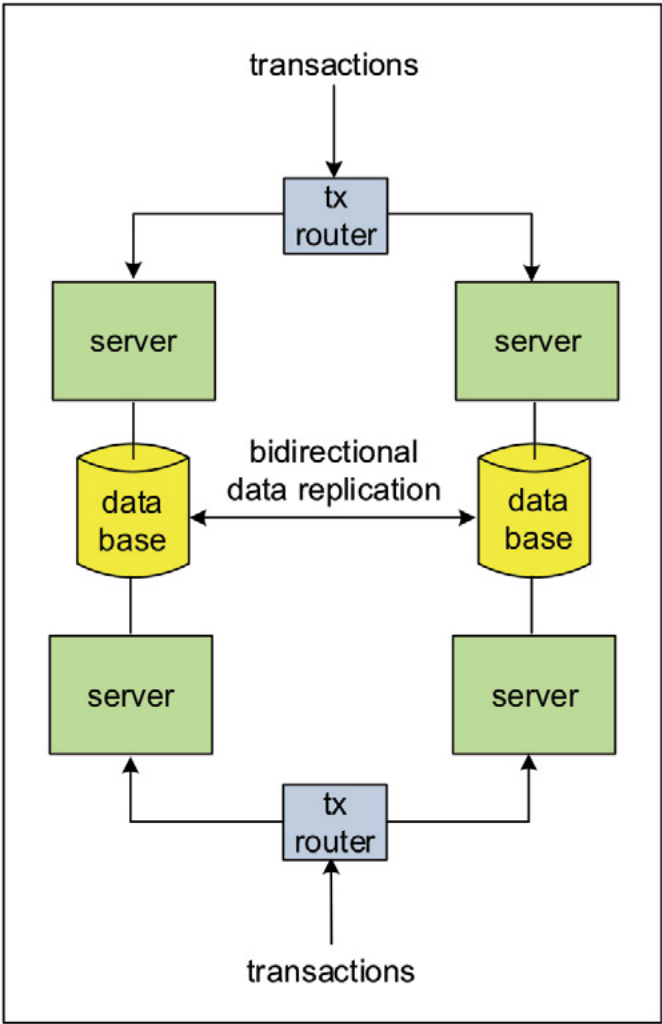 transactions
tx
router
server
server
bidirectional
data replication
data
base
data
base
server
server
tx
router
transactions